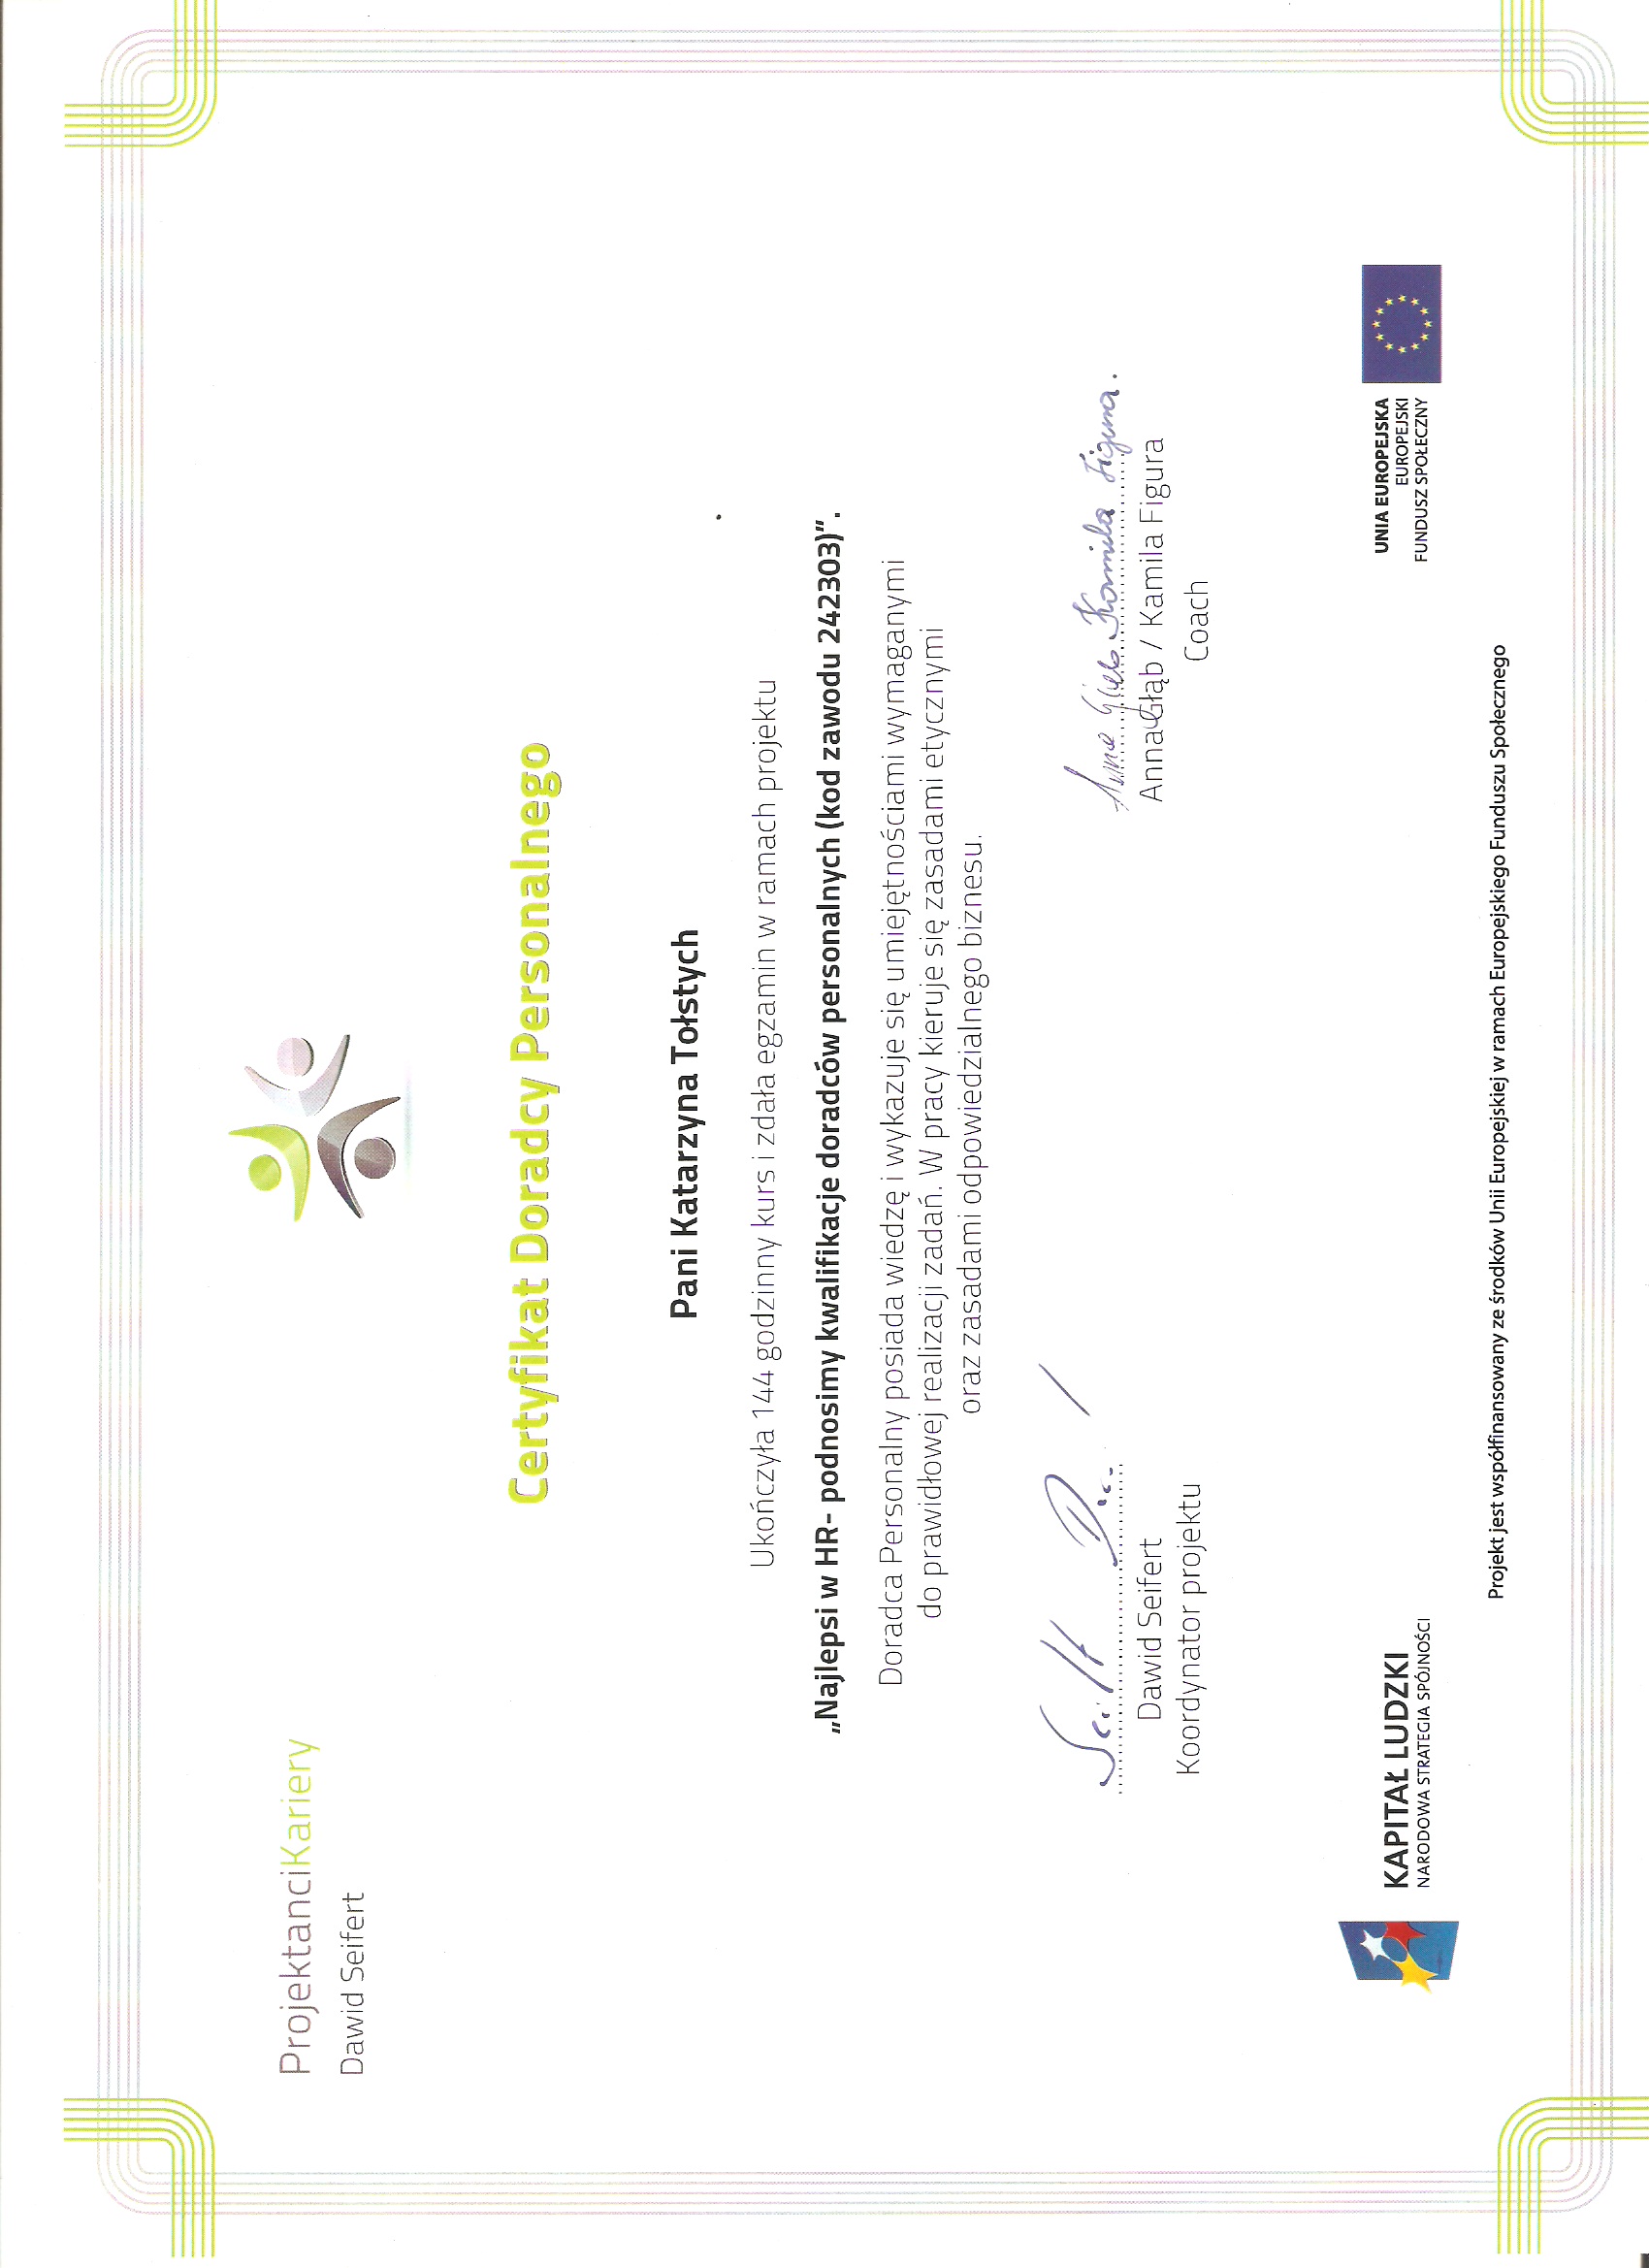 ProjektanciKariery
Dawid Seifert
Certyfikat Doradcy Personalnego
Pani Katarzyna Tołstych
Ukończyła 144 godzinny kurs i zdała egzamin w ramach projektu
„Najlepsi w HR- podnosimy kwalifikacje doradców personalnych (kod zawodu 242303)”.
Doradca Personalny posiada wiedzę i wykazuje się umiejętnościami wymaganymi
do prawidłowej realizacji zadań. W pracy kieruje się zasadami etycznymi
oraz zasadami odpowiedzialnego biznesu.
Anna Głąb Kamila Figura.
Dawid Seifert
Koordynator projektu
Anna Głąb / Kamila Figura
Coach
KAPITAŁ LUDZKI
NARODOWA STRATEGIA SPÓJNOŚCI
UNIA EUROPEJSKA
EUROPEJSKI
FUNDUSZ SPOŁECZNY
Projekt jest współfinansowany ze środków Unii Europejskiej w ramach Europejskiego Funduszu Społecznego